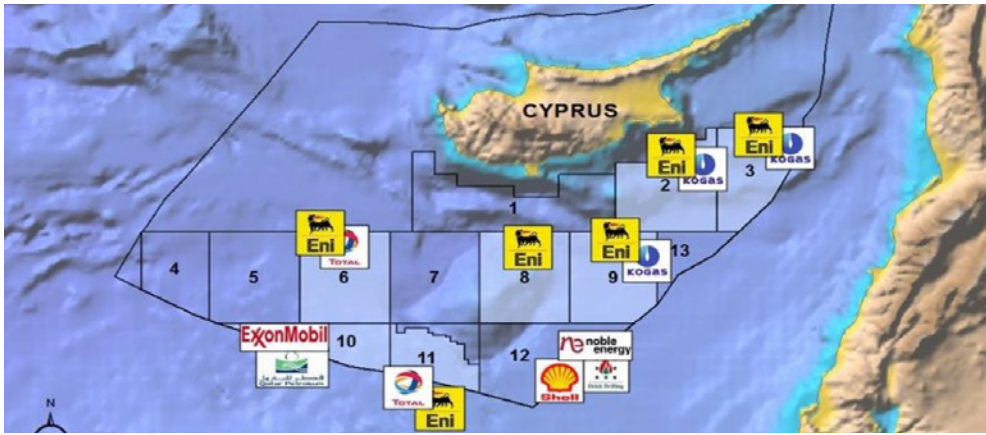 CYPRUS
Eni
KOGAS
2
Eni
KOGAS
3
1
Eni
TOTAL
6
Eni
8
Eni
KOGAS
9
13
4
5
7
ExxonMobil
Qatar Petroleum
10
11
TOTAL
Eni
12
noble
energy
Shell
N